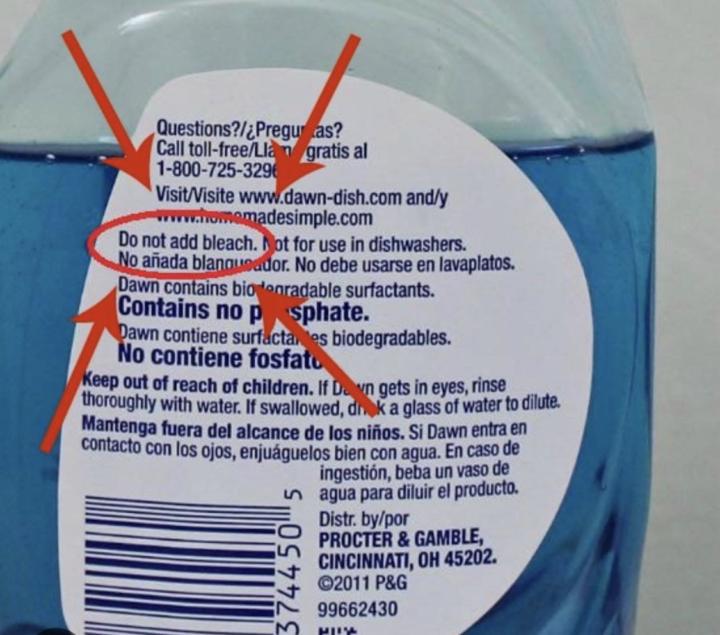 Questions?/¿Preguntas?
Call toll-free/Llame gratis al
1-800-725-3296
Visit/Visite www.dawn-dish.com and/y
www.homemadesimple.com
Do not add bleach. Not for use in dishwashers.
No añada blanqueador. No debe usarse en lavaplatos.
Dawn contains biodegradable surfactants.
Contains no phosphate.
Dawn contiene surfactantes biodegradables.
No contiene fosfato
Keep out of reach of children. If Dawn gets in eyes, rinse
thoroughly with water. If swallowed, drink a glass of water to dilute.
Mantenga fuera del alcance de los niños. Si Dawn entra en
contacto con los ojos, enjuáguelos bien con agua. En caso de
ingestión, beba un vaso de
agua para diluir el producto.
Distr. by/por
PROCTER & GAMBLE,
CINCINNATI, OH 45202.
©2011 P&G
99662430
3744505